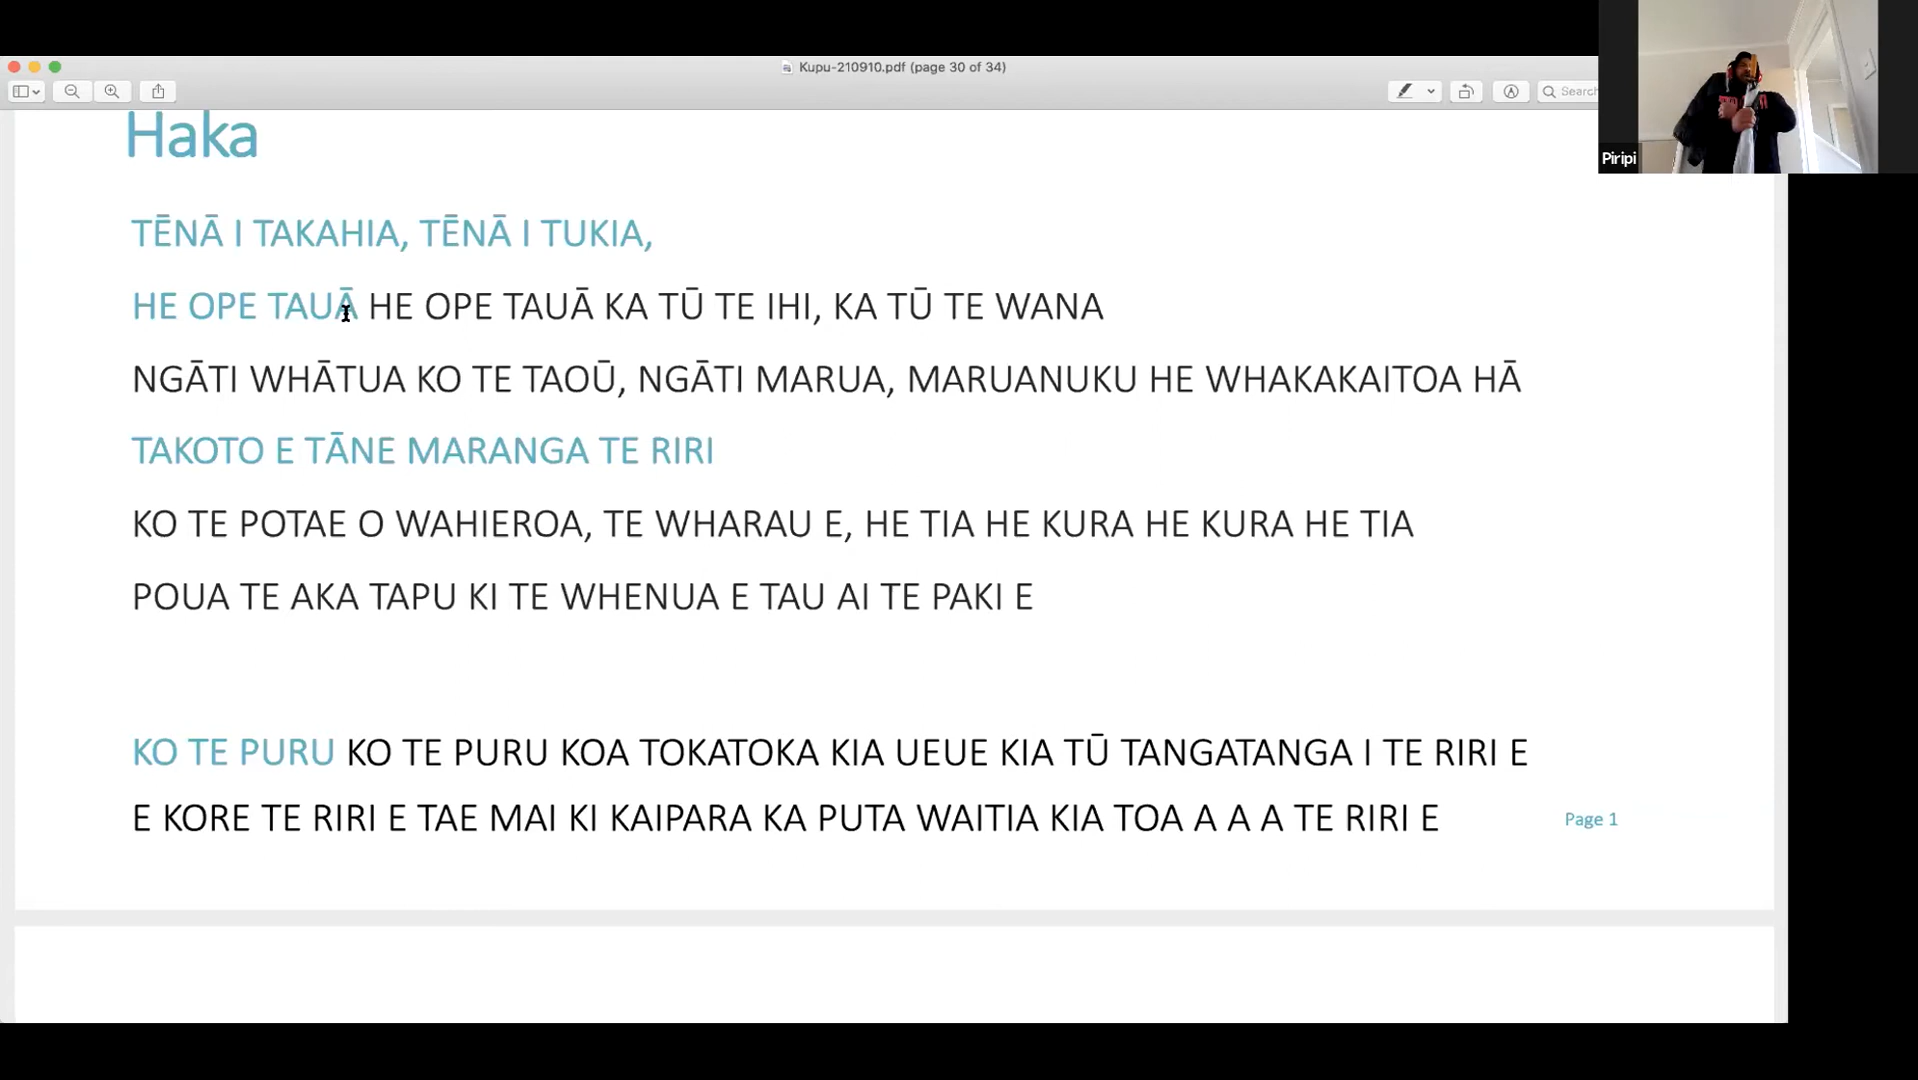 Kupu-210910.pdf (page 30 of 34)
Search
Piripi
Haka
TĒNĀ I TAKAHIA, TĒNĀ I TUKIA,
HE OPE TAUĀ HE OPE TAUĀ KA TŪ TE IHI, KA TŪ TE WANA
NGĀTI WHĀTUA KO TE TAOŪ, NGĀTI MARUA, MARUANUKU HE WHAKAKAITOA HĀ
TAKOTO E TĀNE MARANGA TE RIRI
KO TE POTAE O WAHIEROA, TE WHARAU E, HE TIA HE KURA HE KURA HE TIA
POUA TE AKA TAPU KI TE WHENUA E TAU AI TE PAKI E
KO TE PURU KO TE PURU KOA TOKATOKA KIA UEUE KIA TŪ TANGATANGA I TE RIRI E
E KORE TE RIRI E TAE MAI KI KAIPARA KA PUTA WAITIA KIA TOA A A A TE RIRI E
Page 1